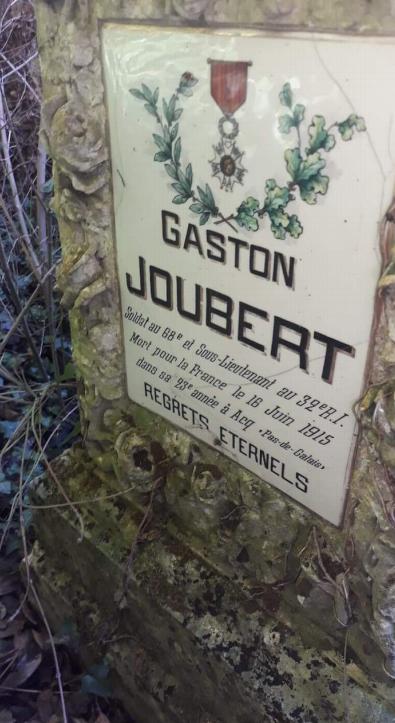 GASTON
JOUBERT
Soldat au 68e et Sous-Lieutenant au 32e R.I.
Mort pour la France le 16 Juin 1915
dans sa 23e année à Acq (Pas-de-Calais)
REGRETS ETERNELS